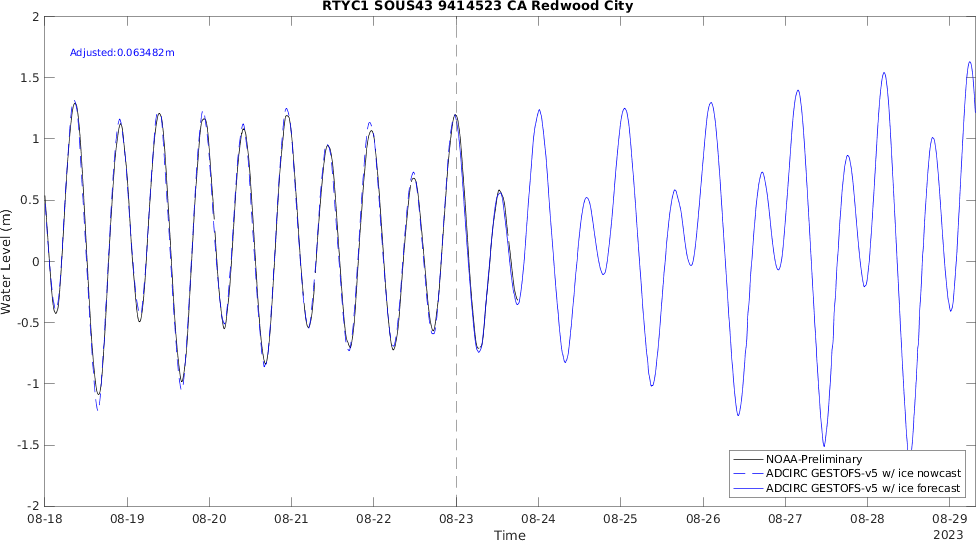 RTYC1 SOUS43 9414523 CA Redwood City
Adjusted:0.063482m
Water Level (m)
2
1.5
1
0.5
0
-0.5
-1
-1.5
-2
NOAA-Preliminary
ADCIRC GESTOFS-v5 w/ ice nowcast
ADCIRC GESTOFS-v5 w/ ice forecast
08-18 08-19 08-20 08-21 08-22 08-23 08-24 08-25 08-26 08-27 08-28 08-29
Time
2023